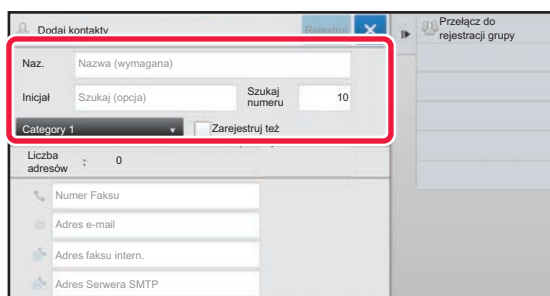 Dodaj kontakty
Rejestruj
Przełącz do
rejestracji grupy
Naz.
Nazwa (wymagana)
Inicjał
Szukaj (opcja)
Szukaj
numeru
10
Category 1
Zarejestruj też
Liczba
adresów
:
0
Numer Faksu
Adres e-mail
Adres faksu intern.
Adres Serwera SMTP